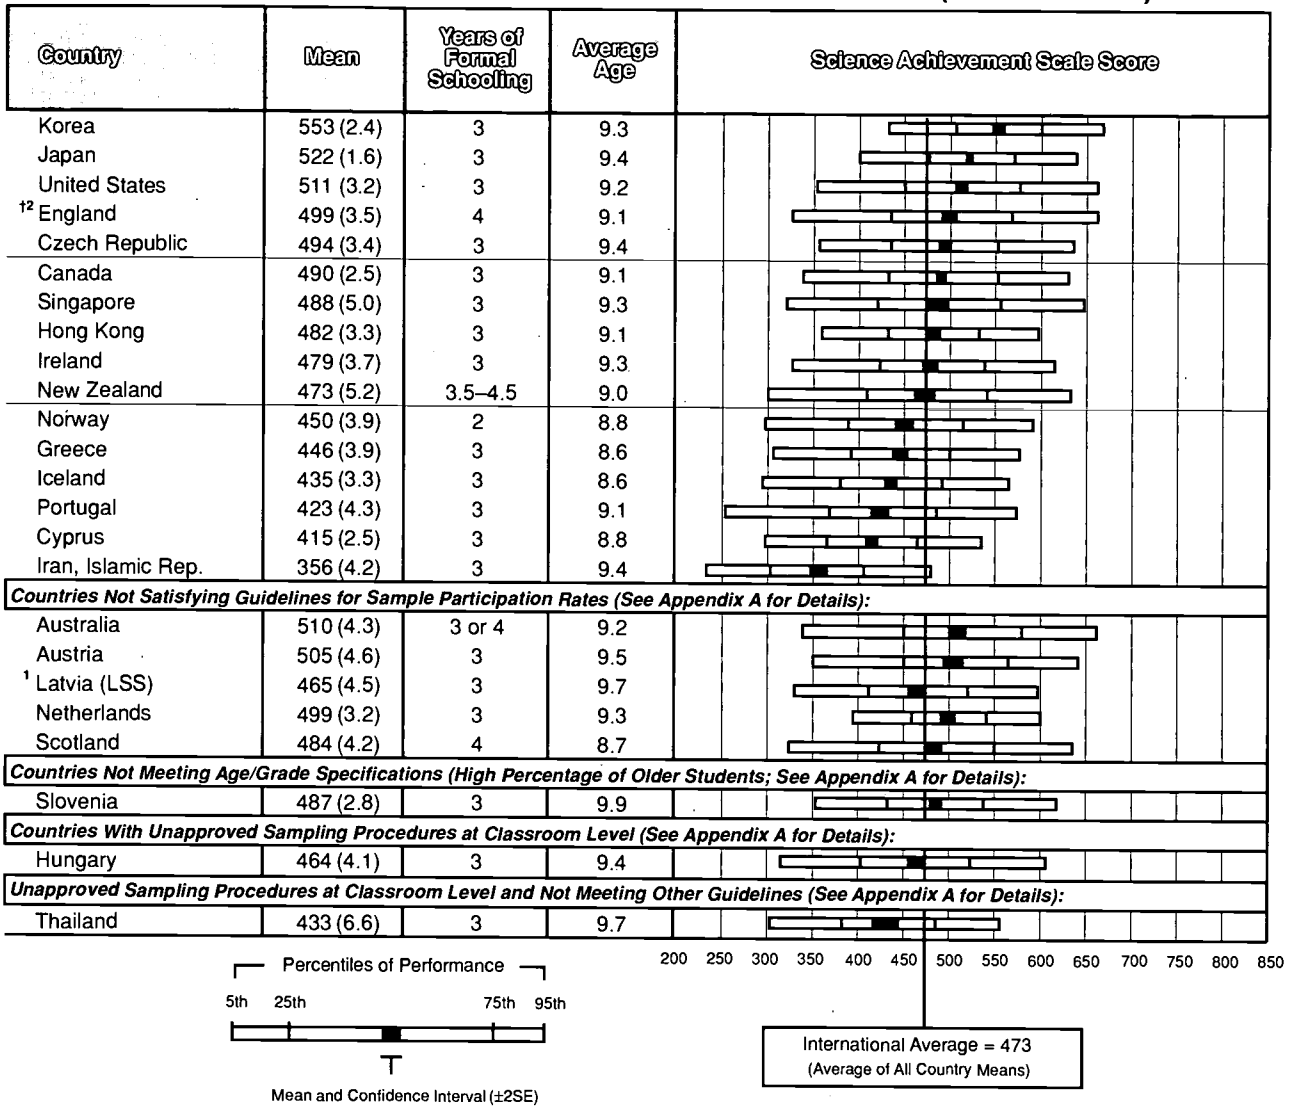 Country Mean Years of Formal Schooling Average Age Science Achievement Scale Score
Korea 553 (2.4) 3 9.3
Japan 522 (1.6) 3 9.4
United States 511 (3.2) 3 9.2
†2 England 499 (3.5) 4 9.1
Czech Republic 494 (3.4) 3 9.4
Canada 490 (2.5) 3 9.1
Singapore 488 (5.0) 3 9.3
Hong Kong 482 (3.3) 3 9.1
Ireland 479 (3.7) 3 9.3
New Zealand 473 (5.2) 3.5–4.5 9.0
Norway 450 (3.9) 2 8.8
Greece 446 (3.9) 3 8.6
Iceland 435 (3.3) 3 8.6
Portugal 423 (4.3) 3 9.1
Cyprus 415 (2.5) 3 8.8
Iran, Islamic Rep. 356 (4.2) 3 9.4
Countries Not Satisfying Guidelines for Sample Participation Rates (See Appendix A for Details):
Australia 510 (4.3) 3 or 4 9.2
Austria 505 (4.6) 3 9.5
1 Latvia (LSS) 465 (4.5) 3 9.7
Netherlands 499 (3.2) 3 9.3
Scotland 484 (4.2) 4 8.7
Countries Not Meeting Age/Grade Specifications (High Percentage of Older Students; See Appendix A for Details):
Slovenia 487 (2.8) 3 9.9
Countries With Unapproved Sampling Procedures at Classroom Level (See Appendix A for Details):
Hungary 464 (4.1) 3 9.4
Unapproved Sampling Procedures at Classroom Level and Not Meeting Other Guidelines (See Appendix A for Details):
Thailand 433 (6.6) 3 9.7
200 250 300 350 400 450 500 550 600 650 700 750 800 850
Percentiles of Performance
5th 25th 75th 95th
Mean and Confidence Interval (±2SE)
International Average = 473
(Average of All Country Means)